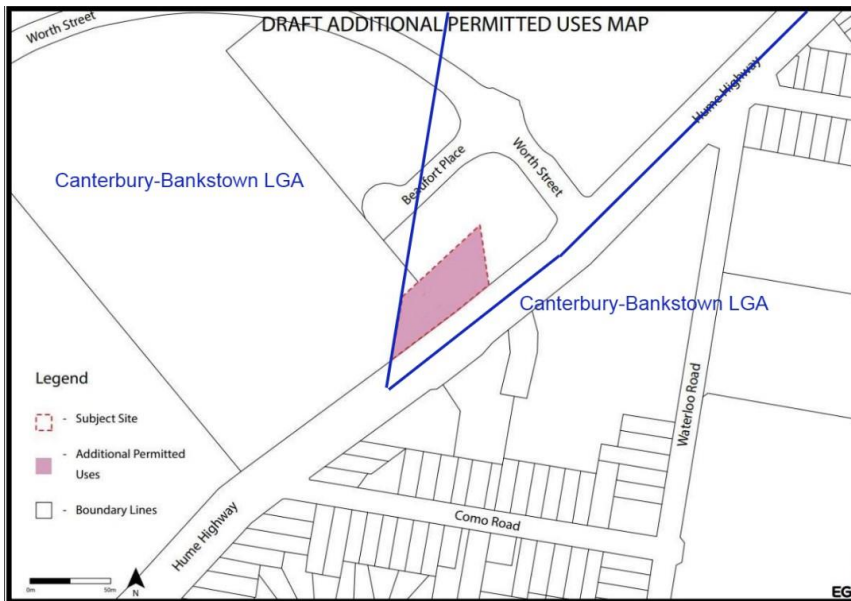 DRAFT ADDITIONAL PERMITTED USES MAP
Worth Street
Hume Highway
Beaufort Place
Worth Street
Canterbury-Bankstown LGA
Canterbury-Bankstown LGA
Waterloo Road
Legend
- Subject Site
- Additional Permitted
Uses
- Boundary Lines
Como Road
Hume Highway
0m
50m
N
EG